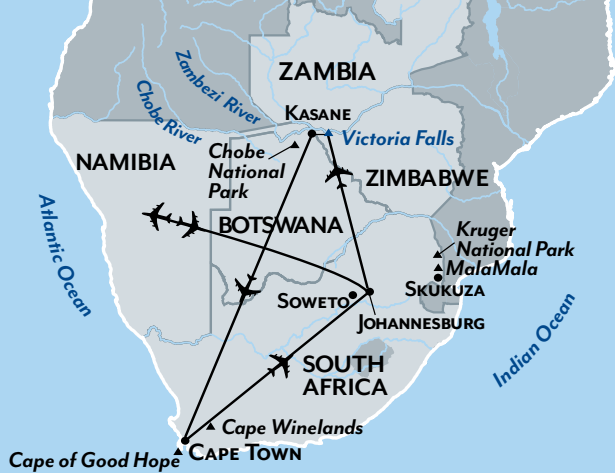 ZAMBIA
Zambezi River
Chobe River
KASANE
Victoria Falls
Chobe
National
Park
NAMIBIA
ZIMBABWE
BOTSWANA
Atlantic Ocean
Kruger
National Park
MalaMala
SKUKUZA
SOWETO
JOHANNESBURG
Indian Ocean
SOUTH
AFRICA
Cape Winelands
CAPE TOWN
Cape of Good Hope